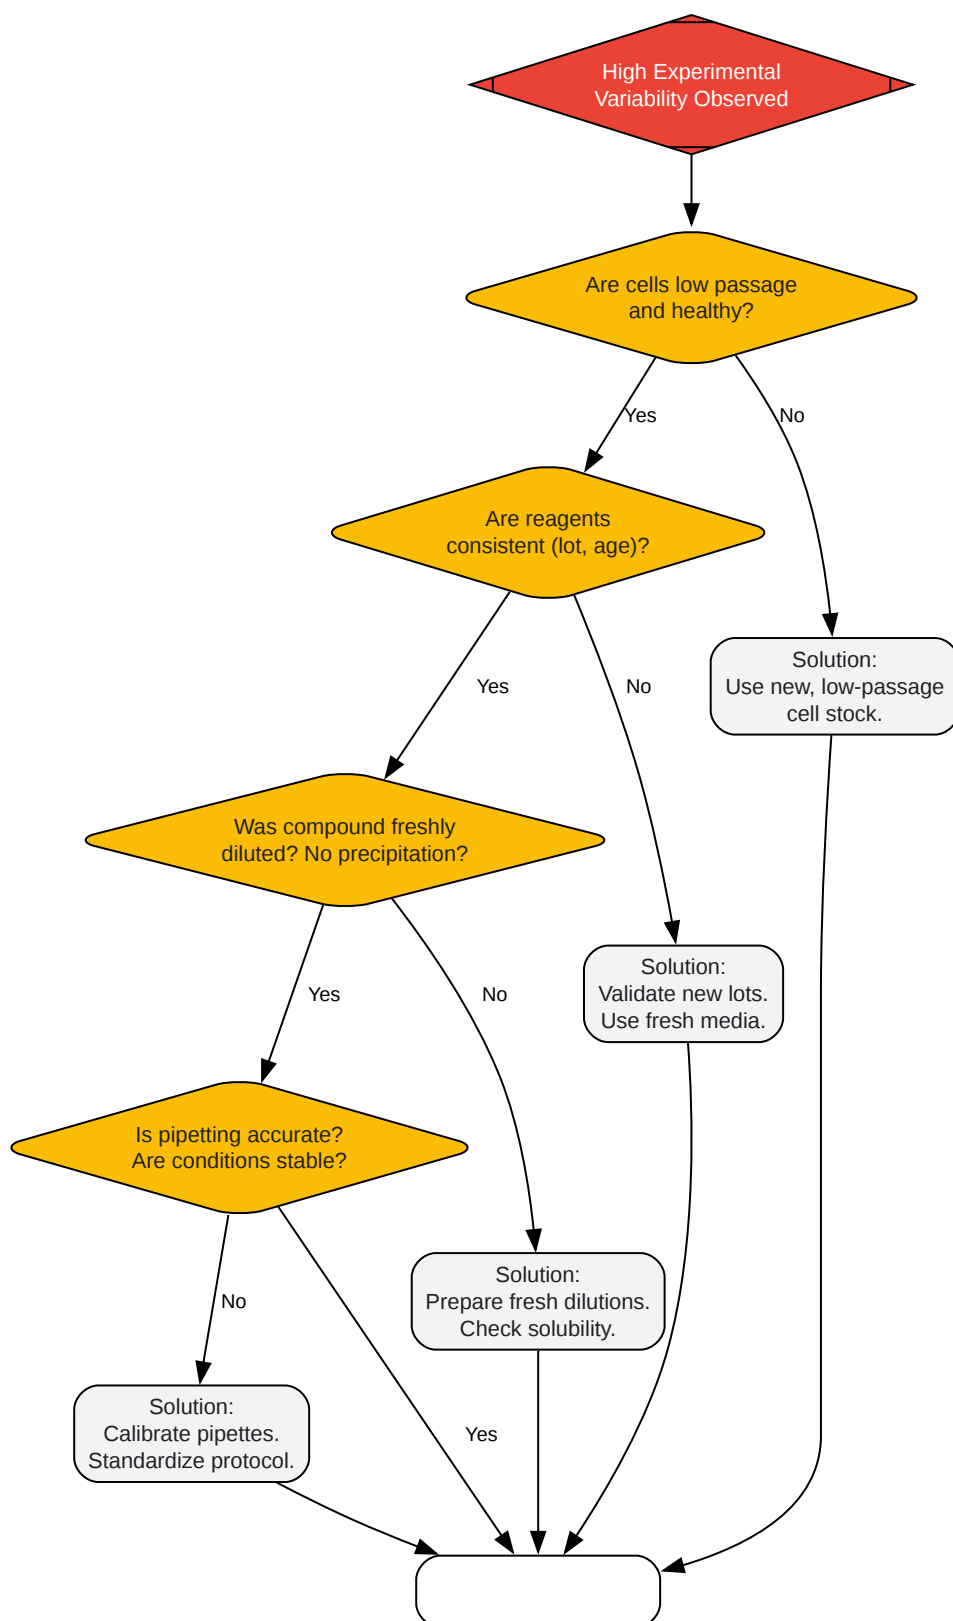 High Experimental
Variability Observed
Are cells low passage
and healthy?
Yes
No
Are reagents
consistent (lot, age)?
Solution:
Use new, low-passage
cell stock.
Yes
No
Was compound freshly
diluted? No precipitation?
Solution:
Validate new lots.
Use fresh media.
Yes
No
Is pipetting accurate?
Are conditions stable?
Solution:
Prepare fresh dilutions.
Check solubility.
No
Yes
Solution:
Calibrate pipettes.
Standardize protocol.